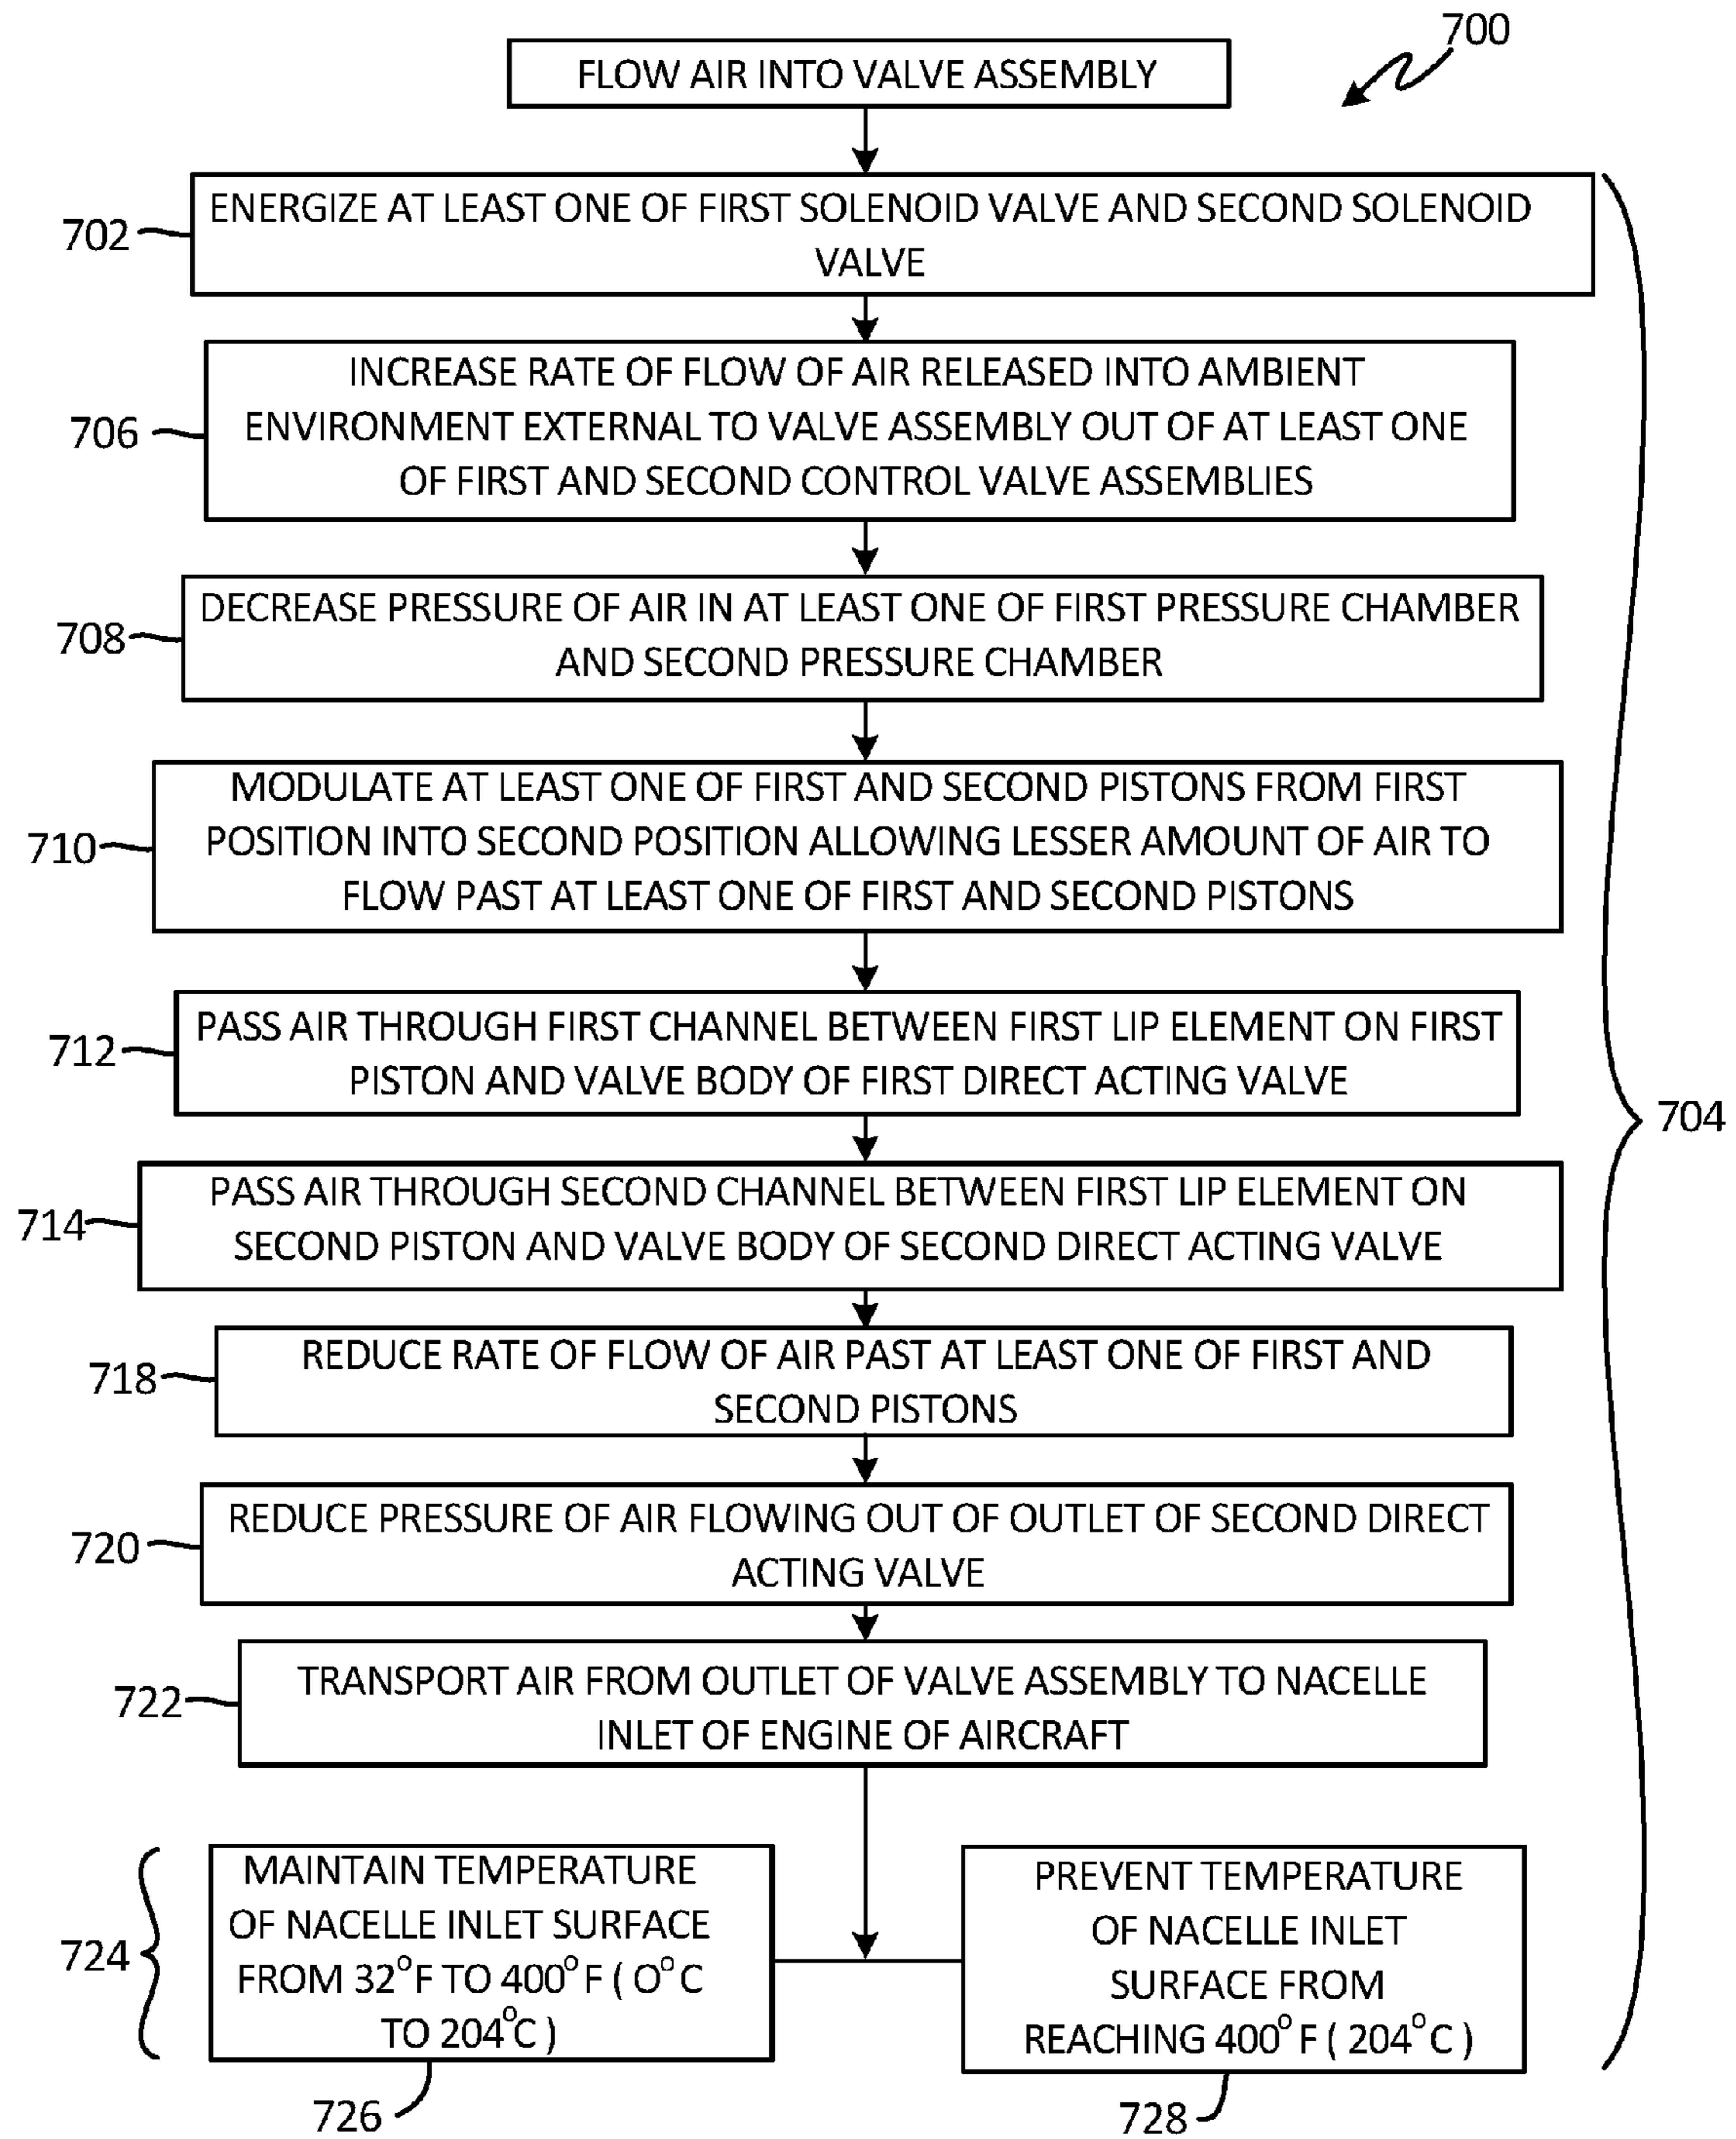 700
FLOW AIR INTO VALVE ASSEMBLY
702
ENERGIZE AT LEAST ONE OF FIRST SOLENOID VALVE AND SECOND SOLENOID
VALVE
706
INCREASE RATE OF FLOW OF AIR RELEASED INTO AMBIENT
ENVIRONMENT EXTERNAL TO VALVE ASSEMBLY OUT OF AT LEAST ONE
OF FIRST AND SECOND CONTROL VALVE ASSEMBLIES
708
DECREASE PRESSURE OF AIR IN AT LEAST ONE OF FIRST PRESSURE CHAMBER
AND SECOND PRESSURE CHAMBER
710
MODULATE AT LEAST ONE OF FIRST AND SECOND PISTONS FROM FIRST
POSITION INTO SECOND POSITION ALLOWING LESSER AMOUNT OF AIR TO
FLOW PAST AT LEAST ONE OF FIRST AND SECOND PISTONS
712
PASS AIR THROUGH FIRST CHANNEL BETWEEN FIRST LIP ELEMENT ON FIRST
PISTON AND VALVE BODY OF FIRST DIRECT ACTING VALVE
704
714
PASS AIR THROUGH SECOND CHANNEL BETWEEN FIRST LIP ELEMENT ON
SECOND PISTON AND VALVE BODY OF SECOND DIRECT ACTING VALVE
718
REDUCE RATE OF FLOW OF AIR PAST AT LEAST ONE OF FIRST AND
SECOND PISTONS
720
REDUCE PRESSURE OF AIR FLOWING OUT OF OUTLET OF SECOND DIRECT
ACTING VALVE
722
TRANSPORT AIR FROM OUTLET OF VALVE ASSEMBLY TO NACELLE
INLET OF ENGINE OF AIRCRAFT
724
MAINTAIN TEMPERATURE
OF NACELLE INLET SURFACE
FROM 32°F TO 400°F ( O°C
TO 204°C )
726
PREVENT TEMPERATURE
OF NACELLE INLET
SURFACE FROM
REACHING 400°F ( 204°C )
728